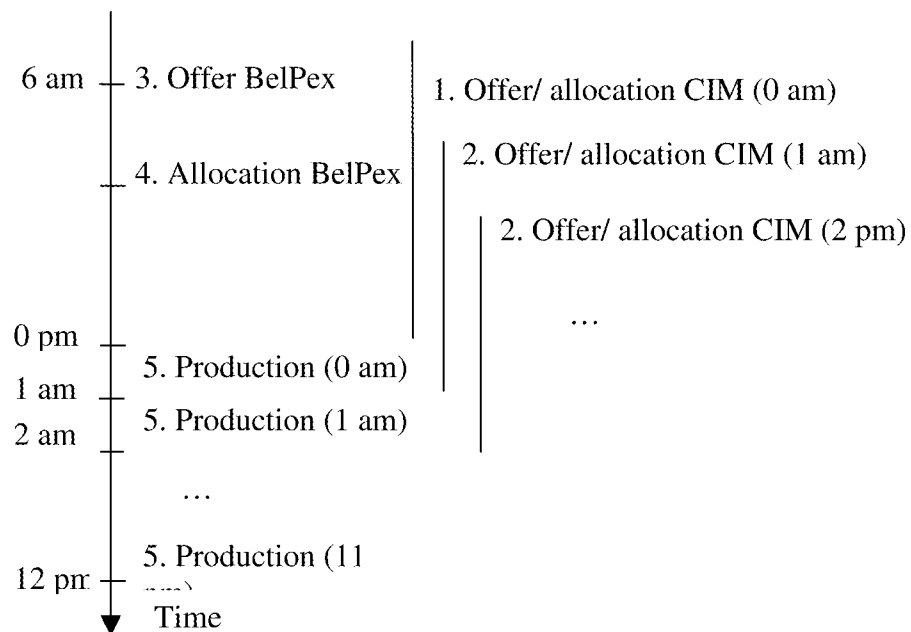 6 am
3. Offer BelPex
1. Offer/ allocation CIM (0 am)
2. Offer/ allocation CIM (1 am)
4. Allocation BelPex
2. Offer/ allocation CIM (2 pm)
…
0 pm
5. Production (0 am)
1 am
5. Production (1 am)
2 am
…
5. Production (11
12 pm
Time